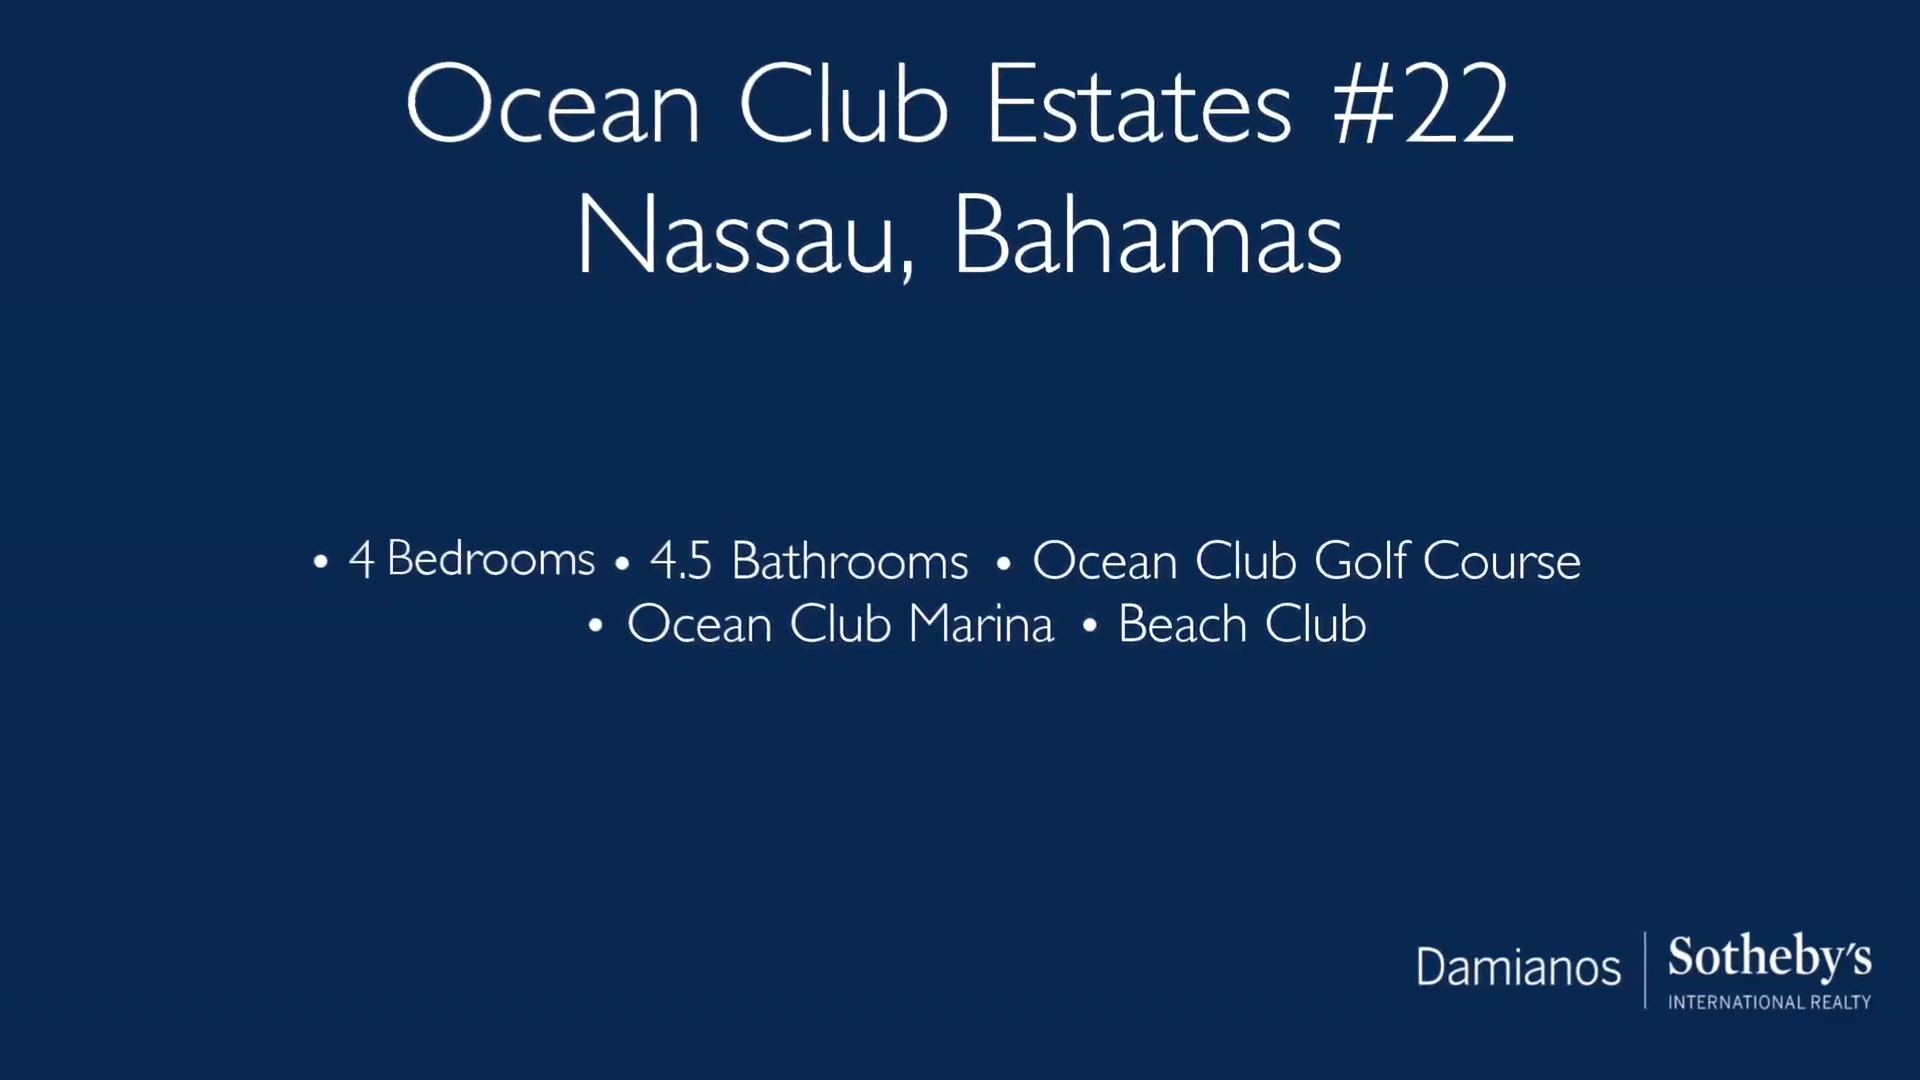 Ocean Club Estates #22
Nassau, Bahamas
• 4 Bedrooms • 4.5 Bathrooms • Ocean Club Golf Course
• Ocean Club Marina • Beach Club
Damianos | Sotheby's
INTERNATIONAL REALTY